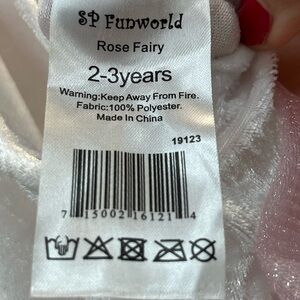 SP Funworld
Rose Fairy
2-3years
Warning:Keep Away From Fire.
Fabric:100% Polyester.
Made In China
19123
7 15002 16121 4